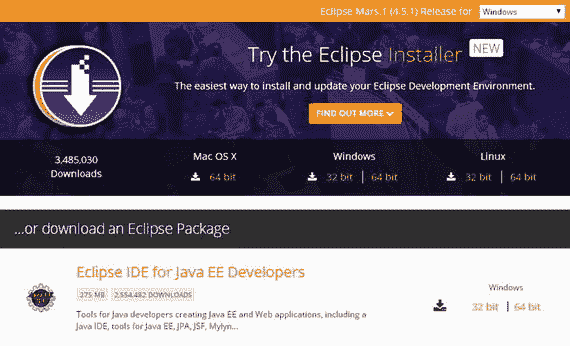 Eclipse Mars.1 (4.5.1) Release for Windows
Try the Eclipse Installer NEW
The easiest way to install and update your Eclipse Development Environment.
FIND OUT MORE
3,485,030
Downloads
Mac OS X
64 bit
Windows
32 bit 64 bit
Linux
32 bit 64 bit
...or download an Eclipse Package
Eclipse IDE for Java EE Developers
275 MB 2,554,482 DOWNLOADS
Tools for Java developers creating Java EE and Web applications, including a
Java IDE, tools for Java EE, JPA, JSF, Mylyn...
Windows
32 bit 64 bit